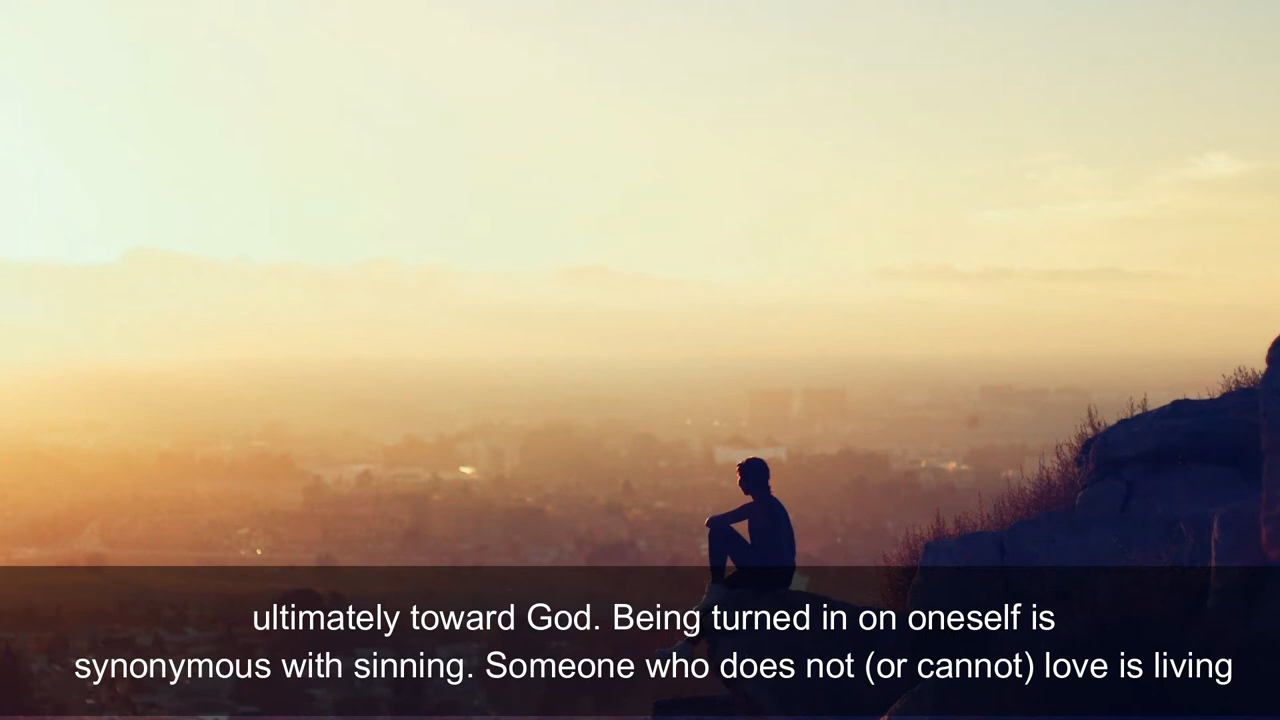 ultimately toward God. Being turned in on oneself is
synonymous with sinning. Someone who does not (or cannot) love is living